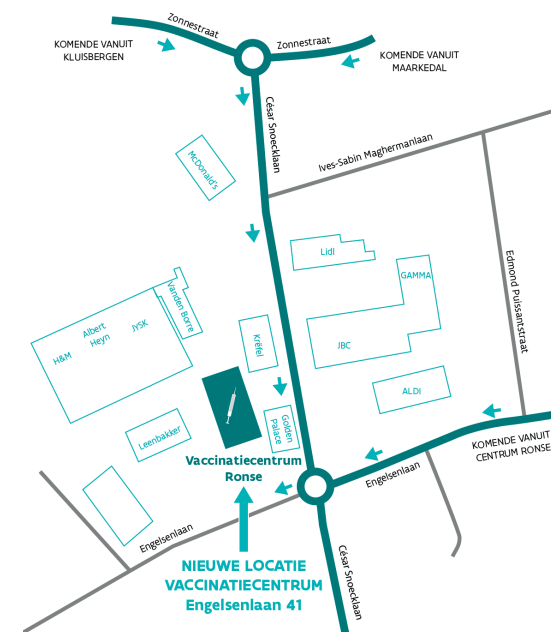 Zonnestraat
Zonnestraat
KOMENDE VANUIT
KLUISBERGEN
KOMENDE VANUIT
MAARKEDAL
César Snoecklaan
McDonald's
Ives-Sabin Maghermanlaan
Lidl
GAMMA
Edmond Puissantstraat
Vanden Borre
H&M
Albert
Heyn
JYSK
Krëfel
JBC
ALDI
Leenbakker
Golden
Palace
KOMENDE VANUIT
CENTRUM RONSE
Vaccinatiecentrum
Ronse
Engelsenlaan
Engelsenlaan
César Snoecklaan
NIEUWE LOCATIE
VACCINATIECENTRUM
Engelsenlaan 41